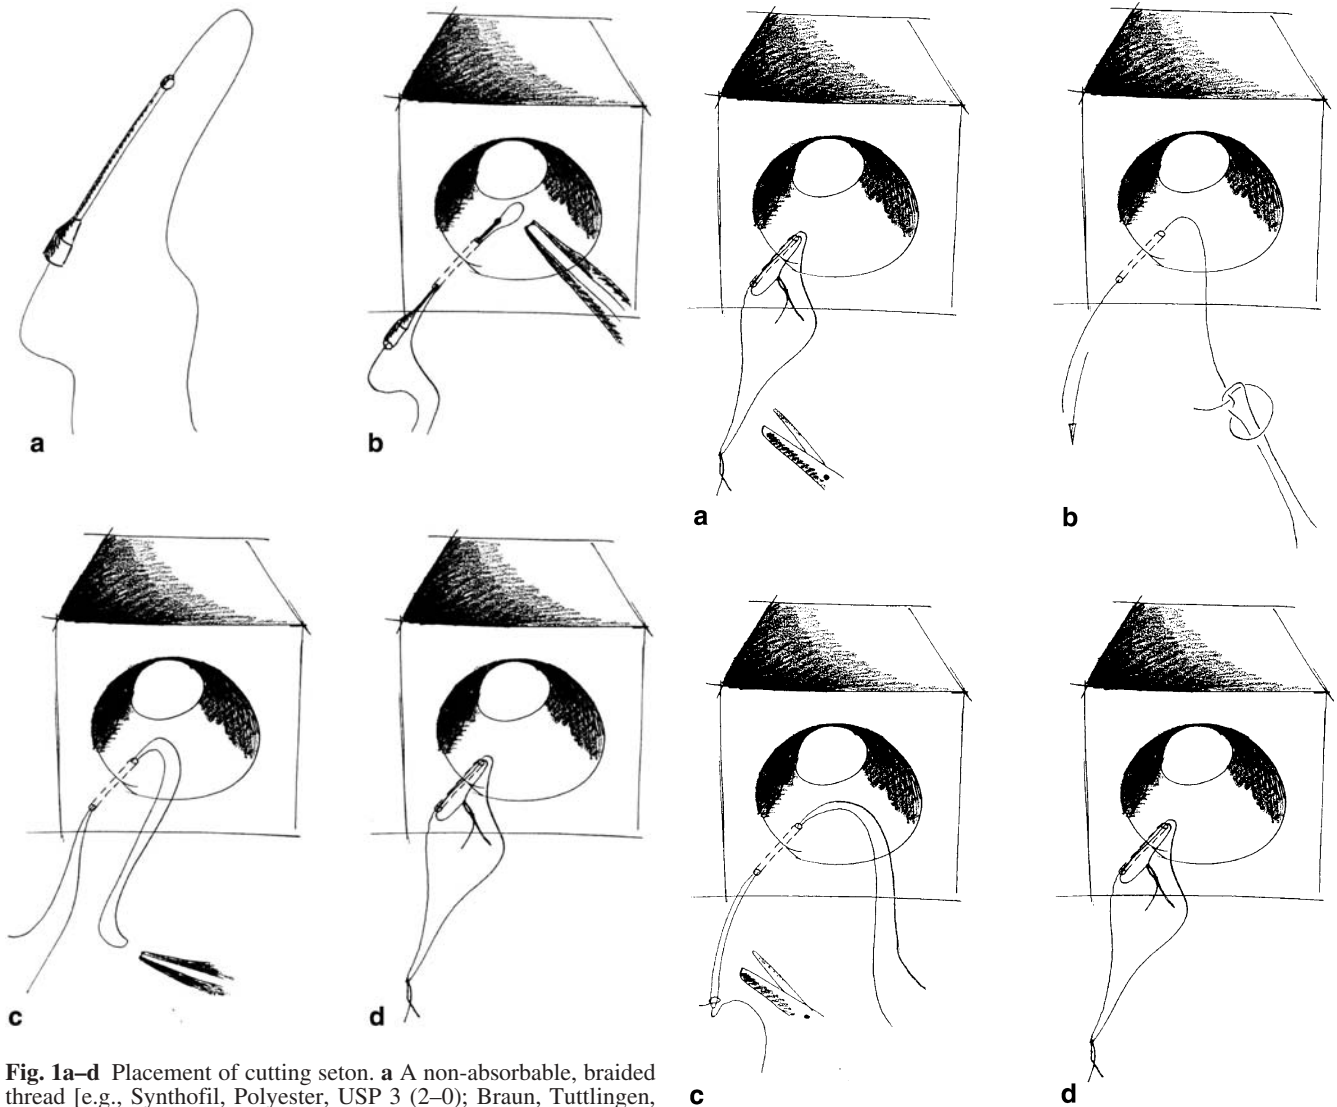 a
b
a
b
c
d
Fig. 1a–d Placement of cutting seton. a A non-absorbable, braided
thread [e.g., Synthofil, Polyester, USP 3 (2–0); Braun, Tuttlingen,
c
d